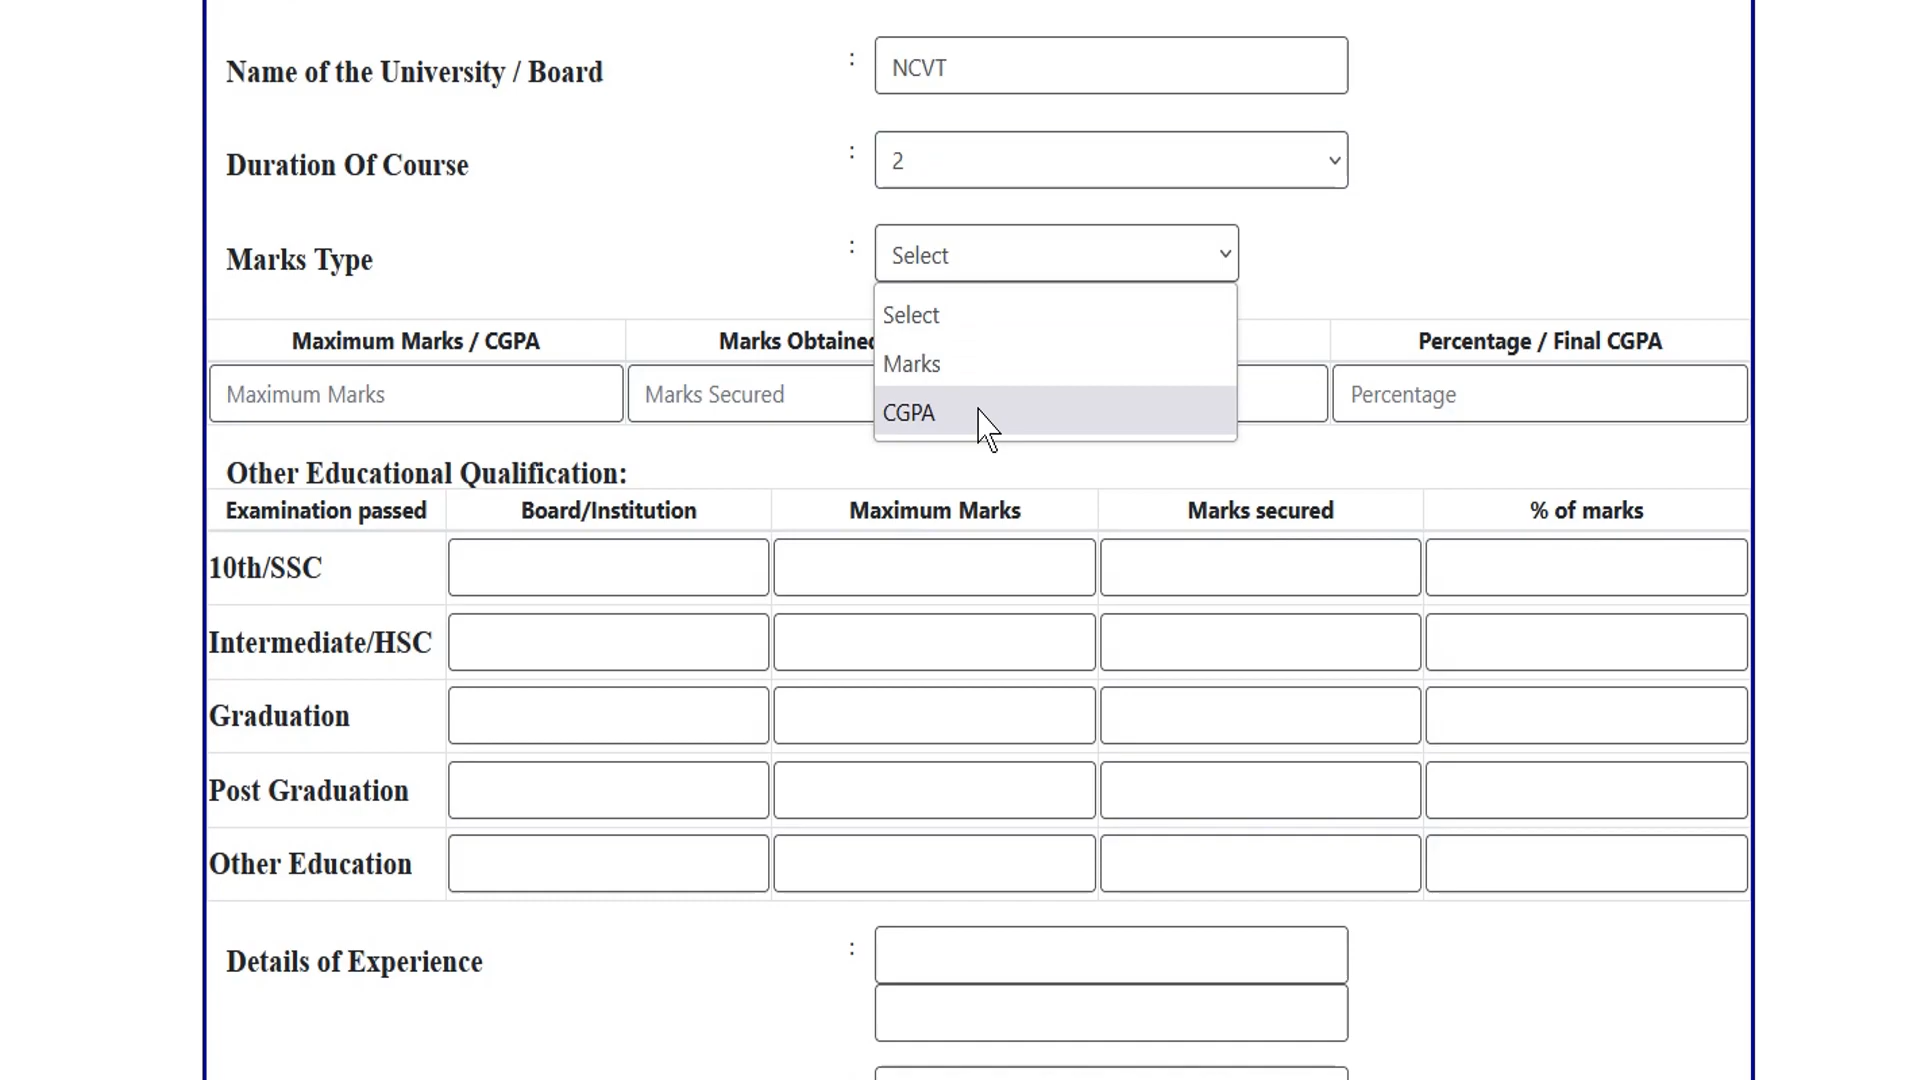 Name of the University / Board : NCVT
Duration Of Course : 2
Marks Type : Select
Select
Marks
CGPA
Maximum Marks / CGPA Marks Obtained Percentage / Final CGPA
Maximum Marks Marks Secured Percentage
Other Educational Qualification:
Examination passed Board/Institution Maximum Marks Marks secured % of marks
10th/SSC
Intermediate/HSC
Graduation
Post Graduation
Other Education
Details of Experience :